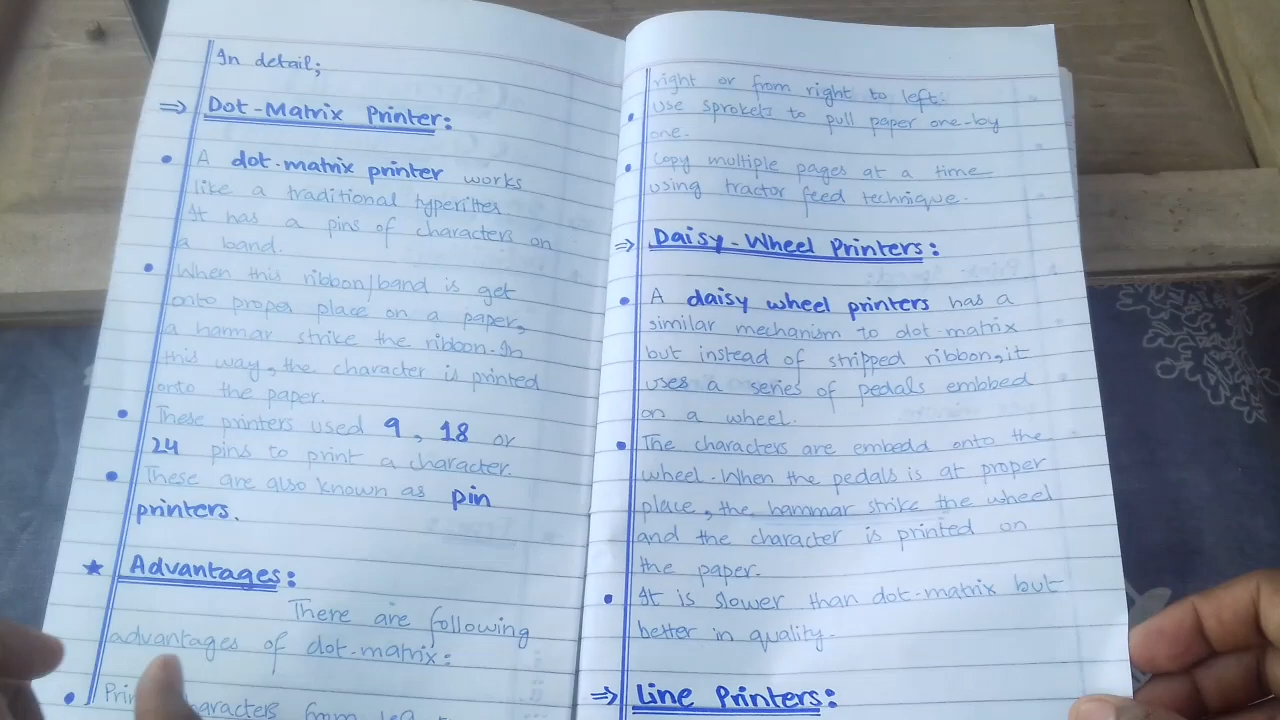 In detail;
⇒ Dot-Matrix Printer:
• A dot-matrix printer works
like a traditional typeritter
It has a pins of characters on
a band.
• When this ribbon/band is get
onto proper place on a paper,
a hammar strike the ribbon. In
this way, the character is printed
onto the paper.
• These printers used 9, 18 or
24 pins to print a character.
• These are also known as pin
printers.
★ Advantages:
There are following
advantages of dot-matrix:
• characters from
right or from right to left.
• use sprokets to pull paper one-by
one.
• Copy multiple pages at a time
using tractor feed technique.
⇒ Daisy-Wheel Printers:
• A daisy wheel printers has a
similar mechanism to dot-matrix
but instead of stripped ribbon, it
uses a series of pedals embbed
on a wheel.
• The characters are embedd onto the
wheel. When the pedals is at proper
place, the hammar strike the wheel
and the character is printed on
the paper.
• It is slower than dot-matrix but
better in quality.
⇒ Line Printers: